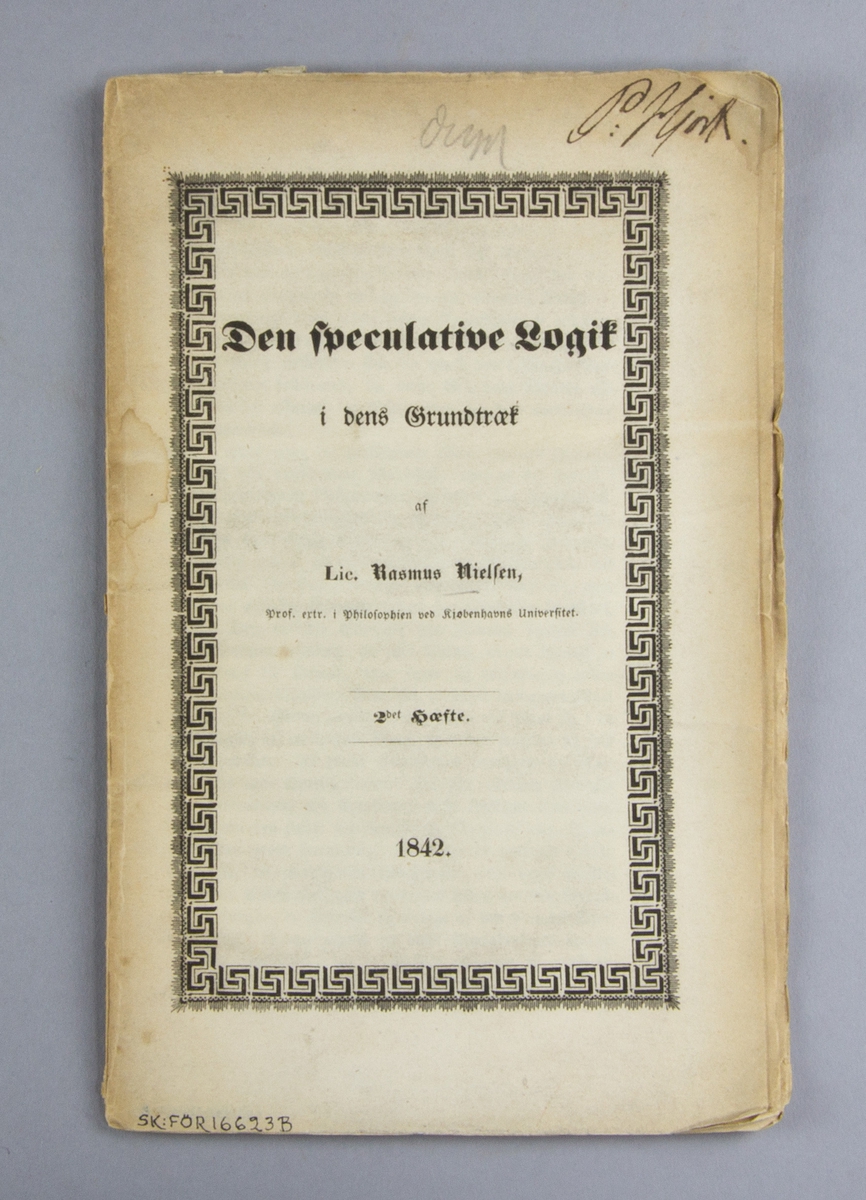 P: Hjort.
Den speculative Logik
i dens Grundtræk
af
Lic. Rasmus Nielsen,
Prof. extr. i Philosophien ved Kjøbenhavns Universitet.
2det Hæfte.
1842.
SK:FÖR16623B